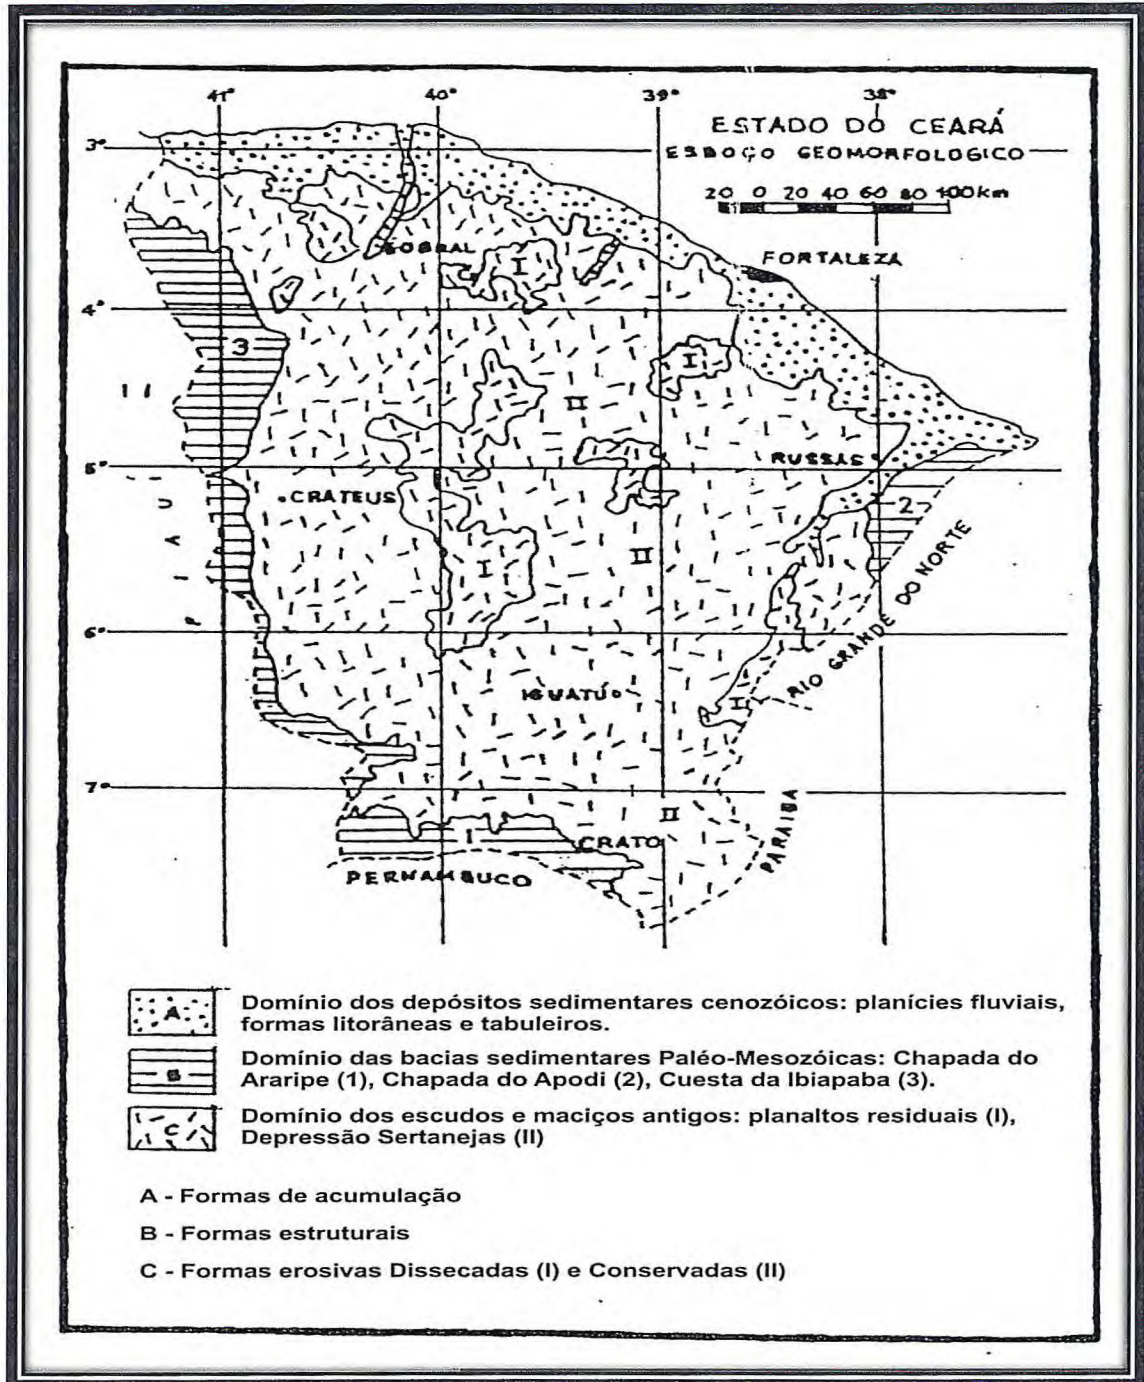 41° 40° 39° 38°
ESTADO DO CEARÁ
ESBOÇO GEOMORFOLOGICO
3°
20 0 20 40 60 80 100km
SOBRAL
I
FORTALEZA
4°
3
I
II
RUSSAS
5°
CRATEUS
2
PIAUI
I
II
RIO GRANDE DO NORTE
6°
IGUATÚ
I
7°
II
1
CRATO
PARAIBA
PERNAMBUCO
A
Domínio dos depósitos sedimentares cenozóicos: planícies fluviais,
formas litorâneas e tabuleiros.
B
Domínio das bacias sedimentares Paléo-Mesozóicas: Chapada do
Araripe (1), Chapada do Apodi (2), Cuesta da Ibiapaba (3).
C
Domínio dos escudos e maciços antigos: planaltos residuais (I),
Depressão Sertanejas (II)
A - Formas de acumulação
B - Formas estruturais
C - Formas erosivas Dissecadas (I) e Conservadas (II)